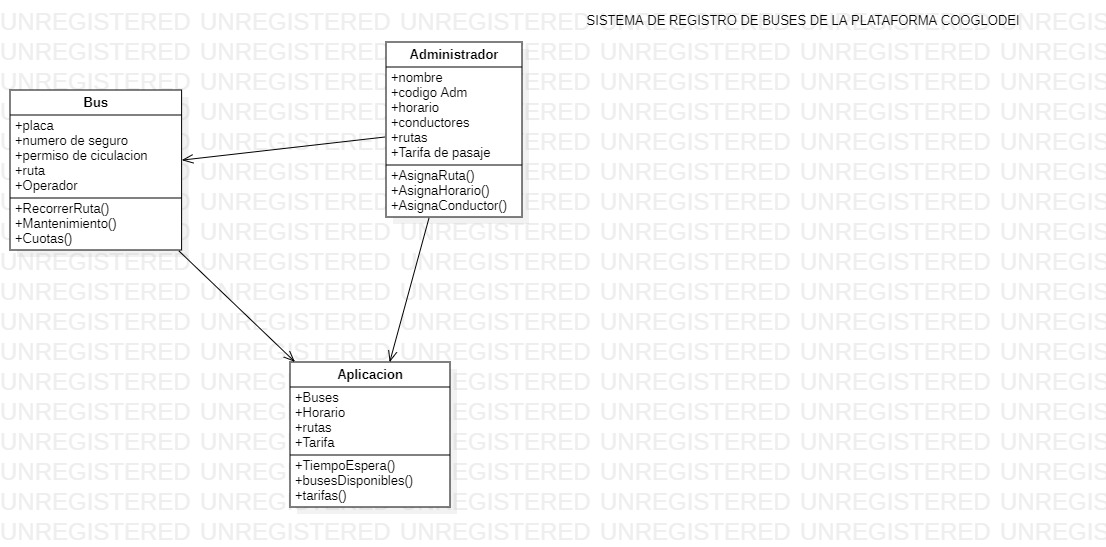 SISTEMA DE REGISTRO DE BUSES DE LA PLATAFORMA COOGLODEI
Administrador
+nombre
+codigo Adm
+horario
+conductores
+rutas
+Tarifa de pasaje
+AsignaRuta()
+AsignaHorario()
+AsignaConductor()
Bus
+placa
+numero de seguro
+permiso de ciculacion
+ruta
+Operador
+RecorrerRuta()
+Mantenimiento()
+Cuotas()
Aplicacion
+Buses
+Horario
+rutas
+Tarifa
+TiempoEspera()
+busesDisponibles()
+tarifas()
UNREGISTERED